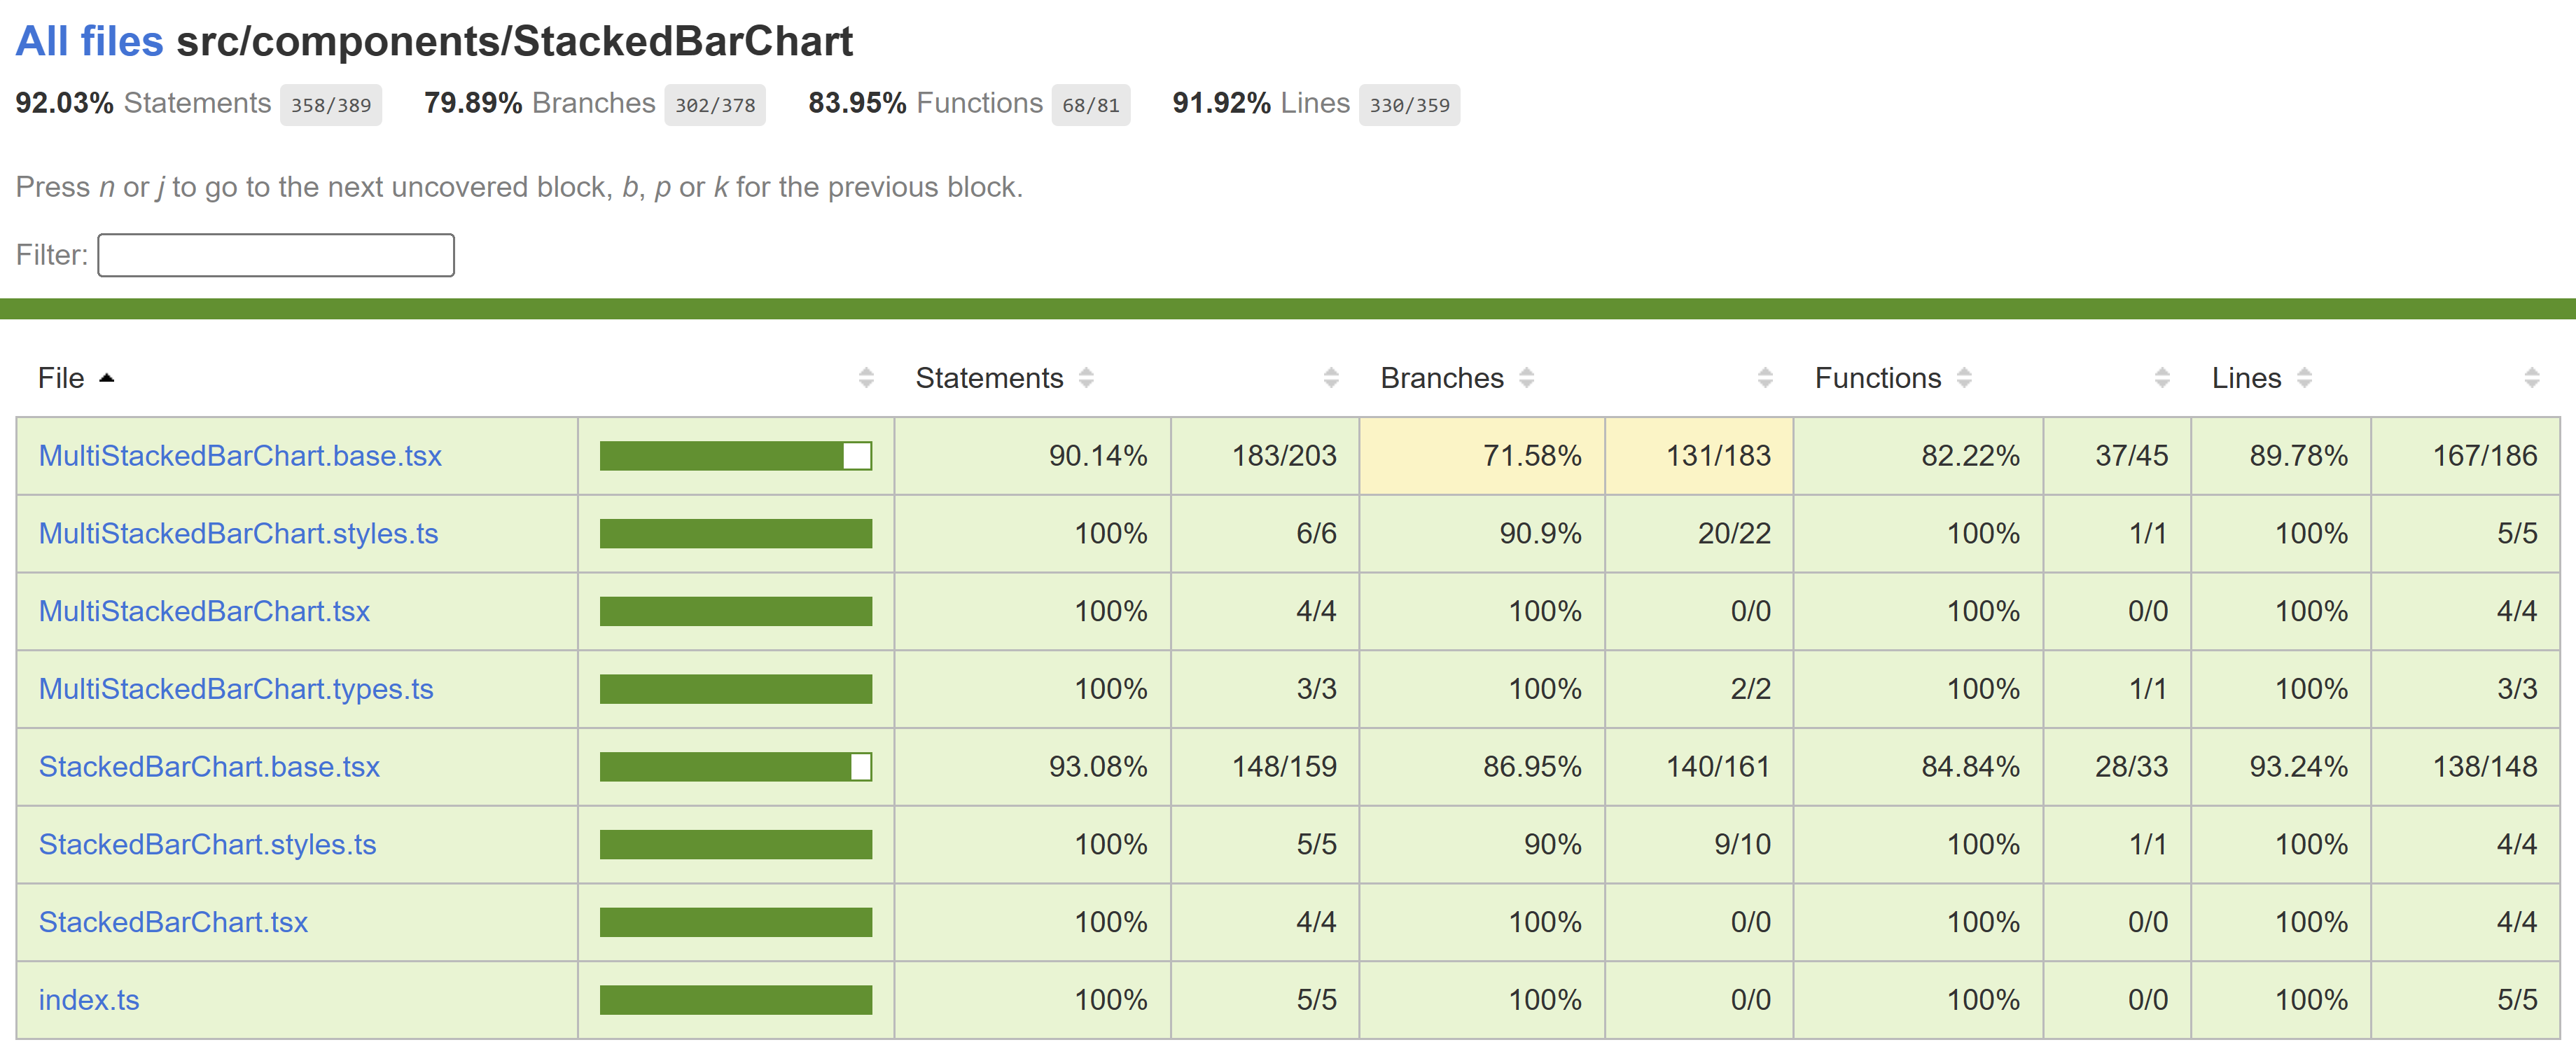 All files src/components/StackedBarChart
92.03% Statements 358/389 79.89% Branches 302/378 83.95% Functions 68/81 91.92% Lines 330/359
Press n or j to go to the next uncovered block, b, p or k for the previous block.
Filter:
File Statements Branches Functions Lines
MultiStackedBarChart.base.tsx 90.14% 183/203 71.58% 131/183 82.22% 37/45 89.78% 167/186
MultiStackedBarChart.styles.ts 100% 6/6 90.9% 20/22 100% 1/1 100% 5/5
MultiStackedBarChart.tsx 100% 4/4 100% 0/0 100% 0/0 100% 4/4
MultiStackedBarChart.types.ts 100% 3/3 100% 2/2 100% 1/1 100% 3/3
StackedBarChart.base.tsx 93.08% 148/159 86.95% 140/161 84.84% 28/33 93.24% 138/148
StackedBarChart.styles.ts 100% 5/5 90% 9/10 100% 1/1 100% 4/4
StackedBarChart.tsx 100% 4/4 100% 0/0 100% 0/0 100% 4/4
index.ts 100% 5/5 100% 0/0 100% 0/0 100% 5/5